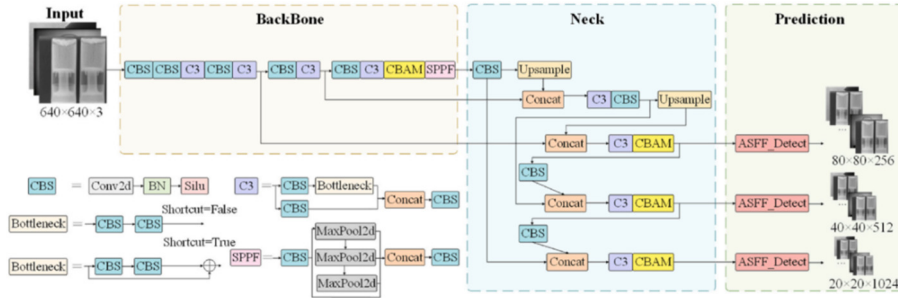 Input
BackBone
Neck
Prediction
CBS CBS C3 CBS C3 CBS C3 CBS C3 CBAM SPPF CBS Upsample
Concat C3 CBS Upsample
640×640×3
Concat C3 CBAM ASFF_Detect
80×80×256
CBS
Concat C3 CBAM ASFF_Detect
40×40×512
CBS
Concat C3 CBAM ASFF_Detect
20×20×1024
CBS = Conv2d BN Silu
C3 = CBS Bottleneck
CBS
Concat CBS
Shortcut=False
Bottleneck = CBS CBS
Shortcut=True
Bottleneck = CBS CBS
SPPF = CBS
MaxPool2d
MaxPool2d
MaxPool2d
Concat CBS